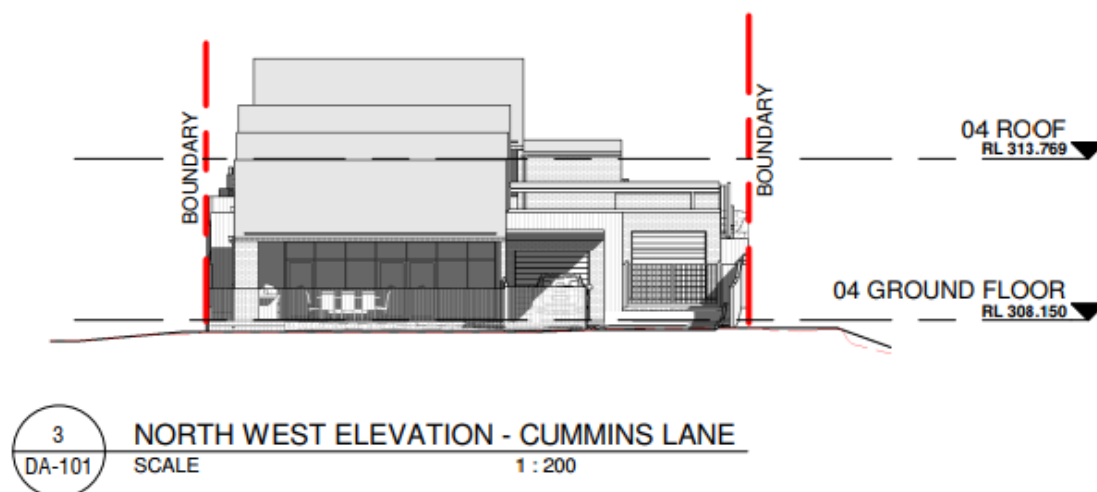 BOUNDARY
BOUNDARY
04 ROOF
RL 313.769
04 GROUND FLOOR
RL 308.150
3
DA-101
NORTH WEST ELEVATION - CUMMINS LANE
SCALE 1 : 200